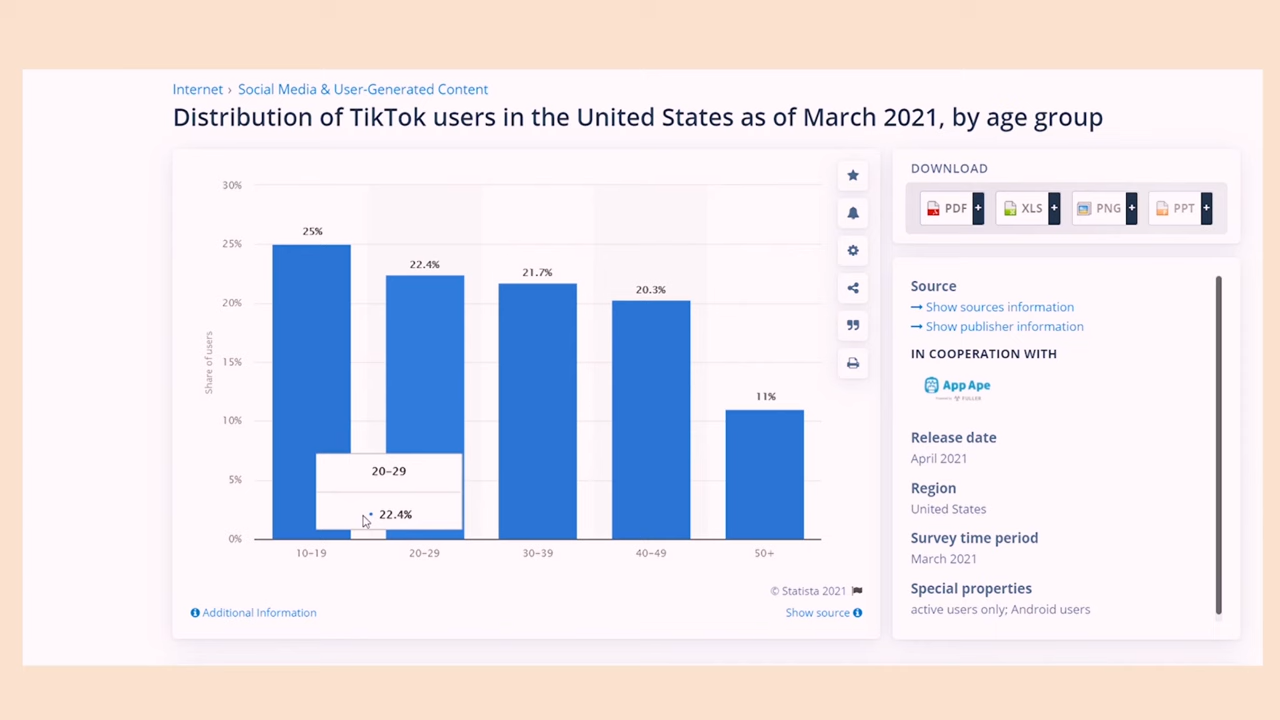 Internet › Social Media & User-Generated Content
Distribution of TikTok users in the United States as of March 2021, by age group
30%
25%
20%
15%
10%
5%
0%
Share of users
25%
22.4%
21.7%
20.3%
11%
20–29
22.4%
10–19
20–29
30–39
40–49
50+
© Statista 2021
Additional Information
Show source
DOWNLOAD
PDF +
XLS +
PNG +
PPT +
Source
→ Show sources information
→ Show publisher information
IN COOPERATION WITH
App Ape
Release date
April 2021
Region
United States
Survey time period
March 2021
Special properties
active users only; Android users